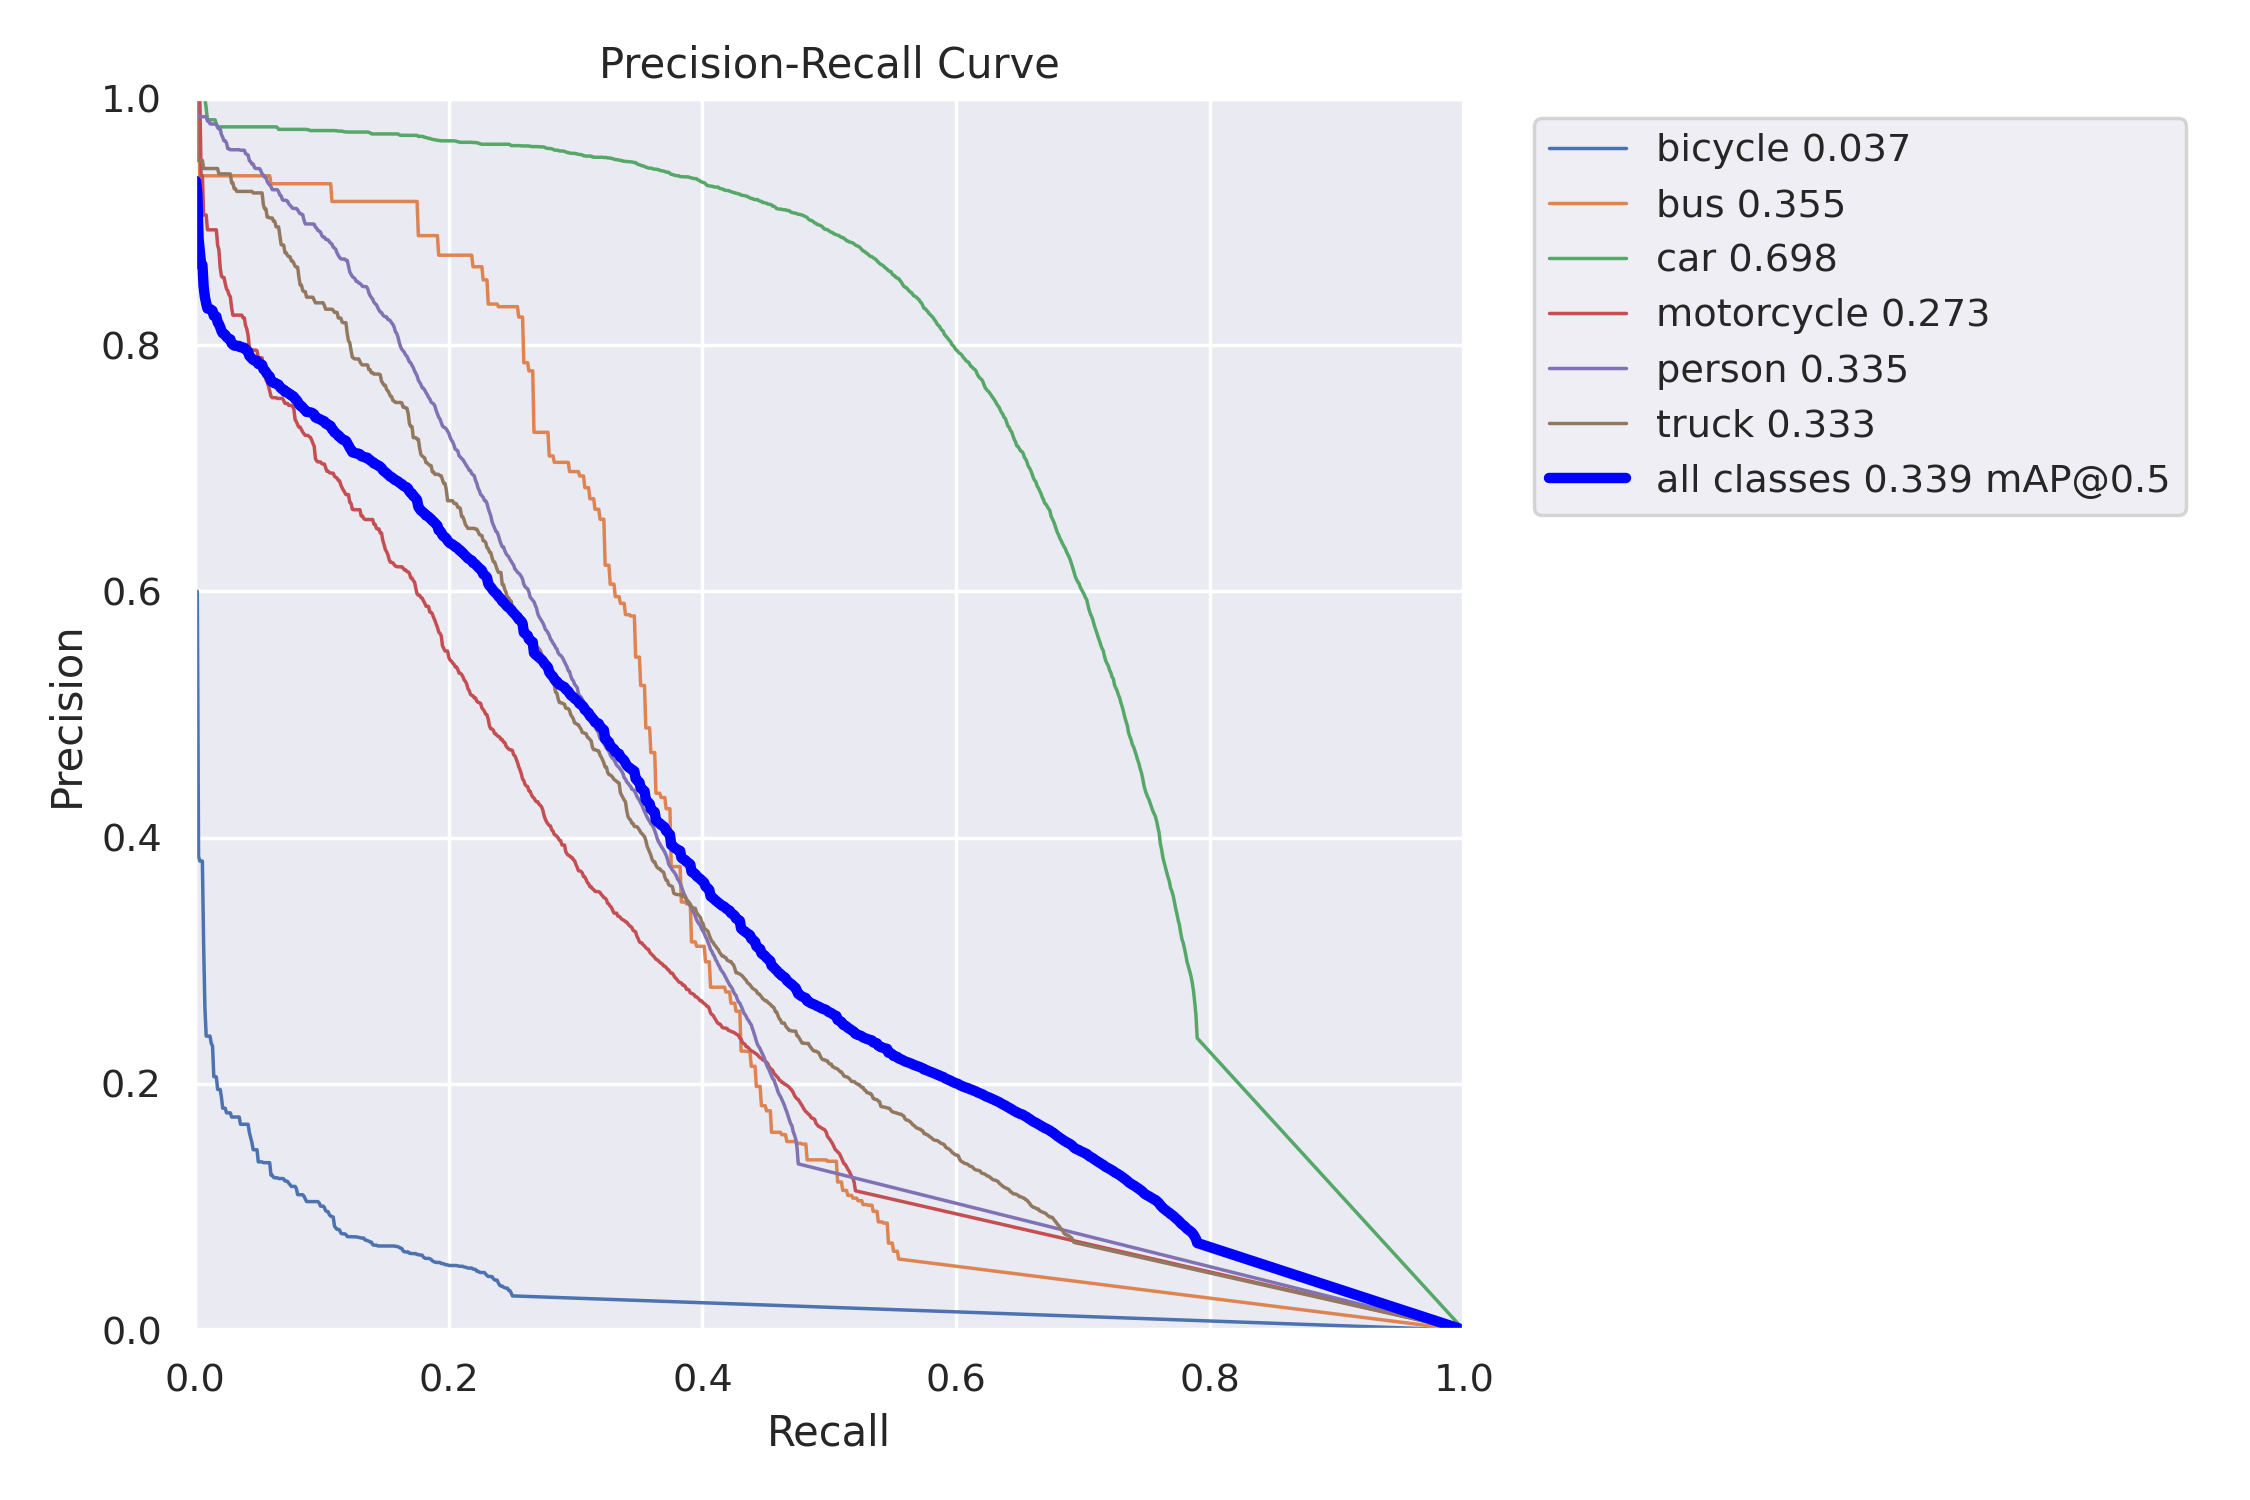 Precision-Recall Curve
1.0
0.8
0.6
0.4
0.2
0.0
Precision
0.0 0.2 0.4 0.6 0.8 1.0
Recall
bicycle 0.037
bus 0.355
car 0.698
motorcycle 0.273
person 0.335
truck 0.333
all classes 0.339 mAP@0.5